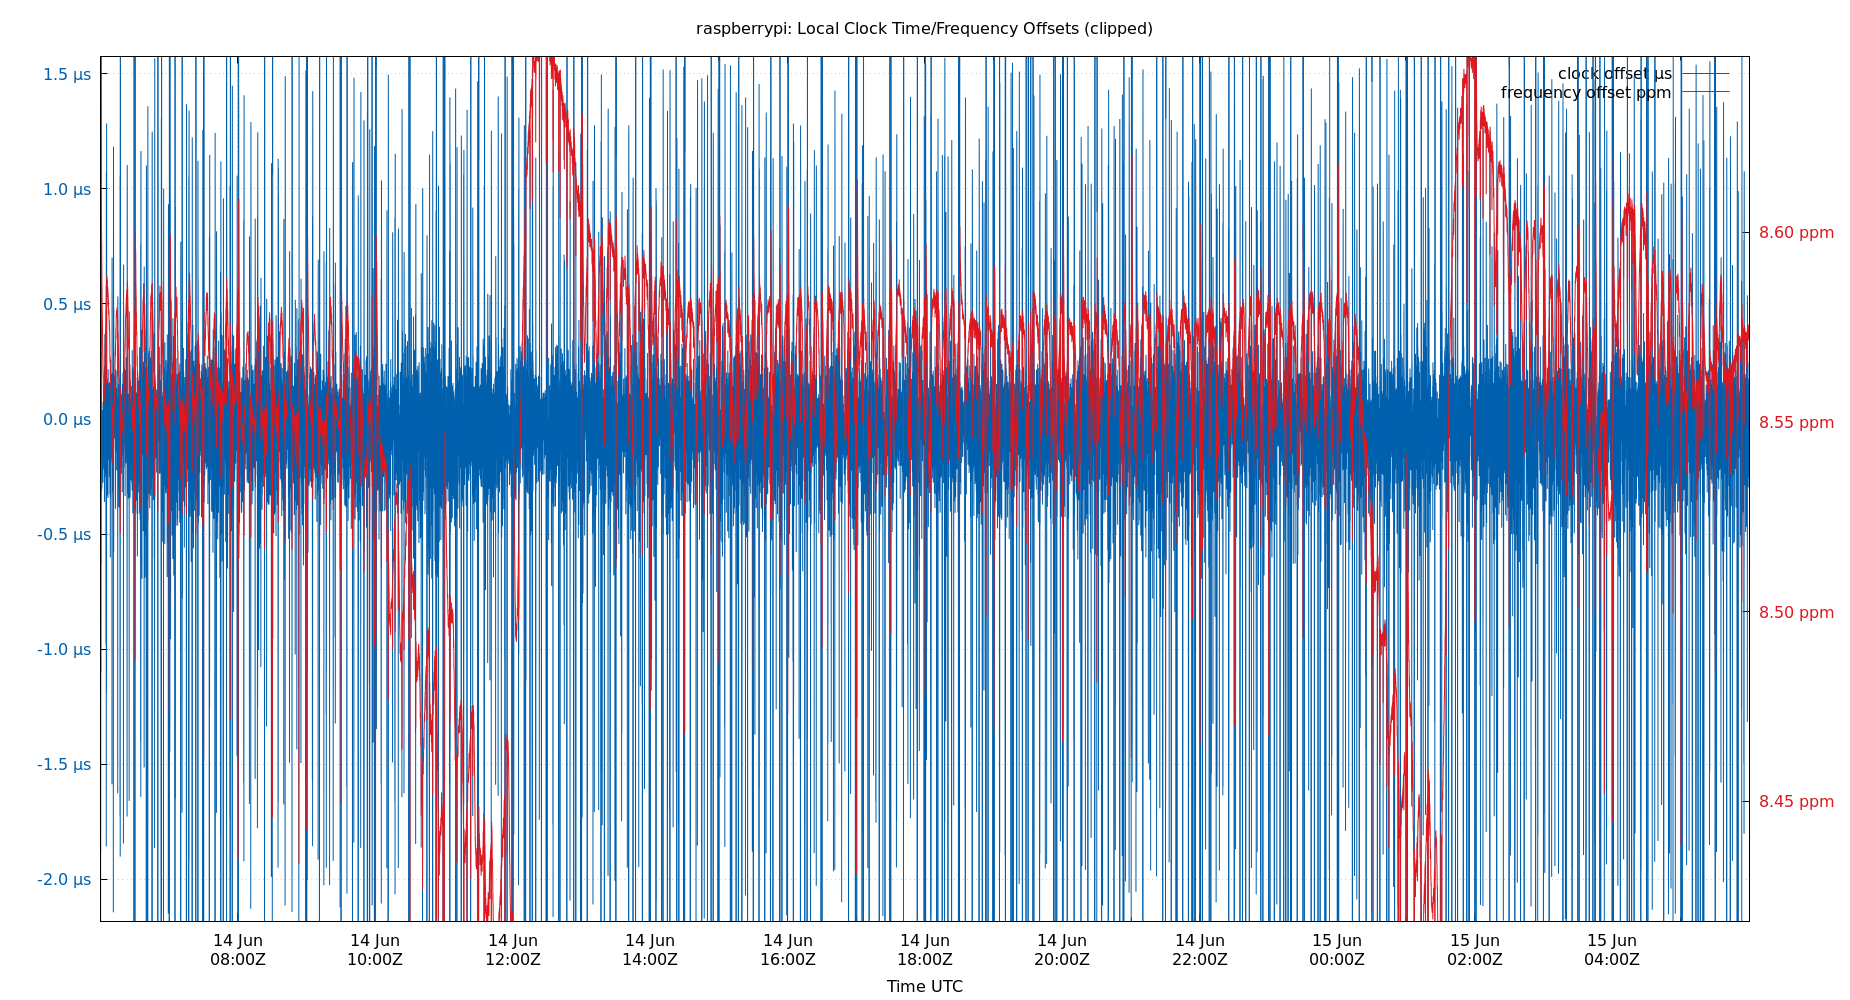 raspberrypi: Local Clock Time/Frequency Offsets (clipped)
clock offset µs
frequency offset ppm
1.5 µs
1.0 µs
0.5 µs
0.0 µs
-0.5 µs
-1.0 µs
-1.5 µs
-2.0 µs
8.60 ppm
8.55 ppm
8.50 ppm
8.45 ppm
14 Jun 14 Jun 14 Jun 14 Jun 14 Jun 14 Jun 14 Jun 14 Jun 15 Jun 15 Jun 15 Jun
08:00Z 10:00Z 12:00Z 14:00Z 16:00Z 18:00Z 20:00Z 22:00Z 00:00Z 02:00Z 04:00Z
Time UTC